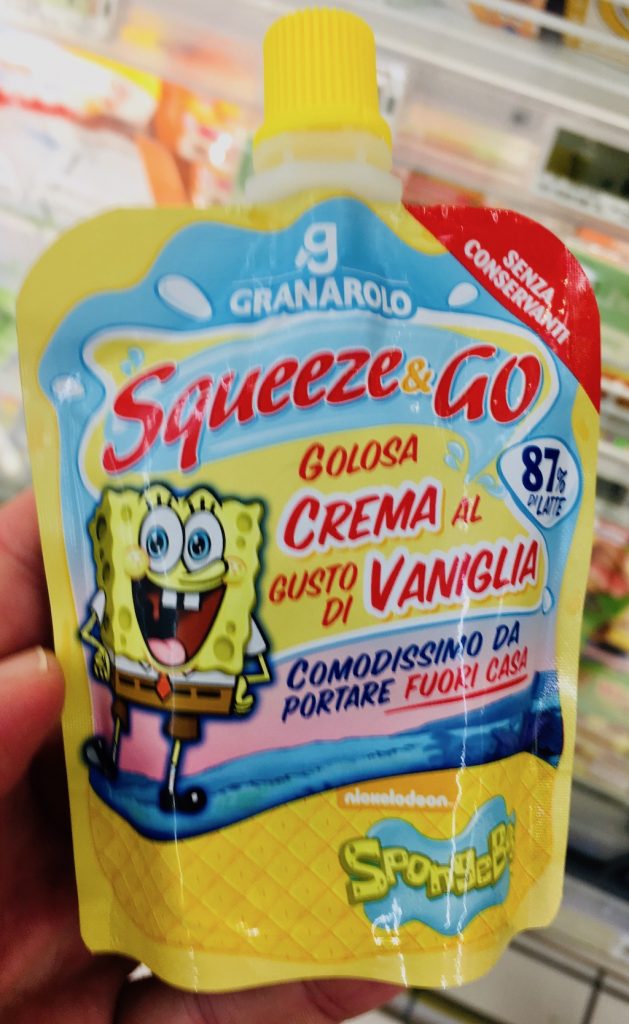 g
GRANAROLO
SENZA
CONSERVANTI
Squeeze & GO
GOLOSA
CREMA AL
GUSTO
DI VANIGLIA
87%
DI LATTE
COMODISSIMO DA
PORTARE FUORI CASA
nickelodeon
SpongeB